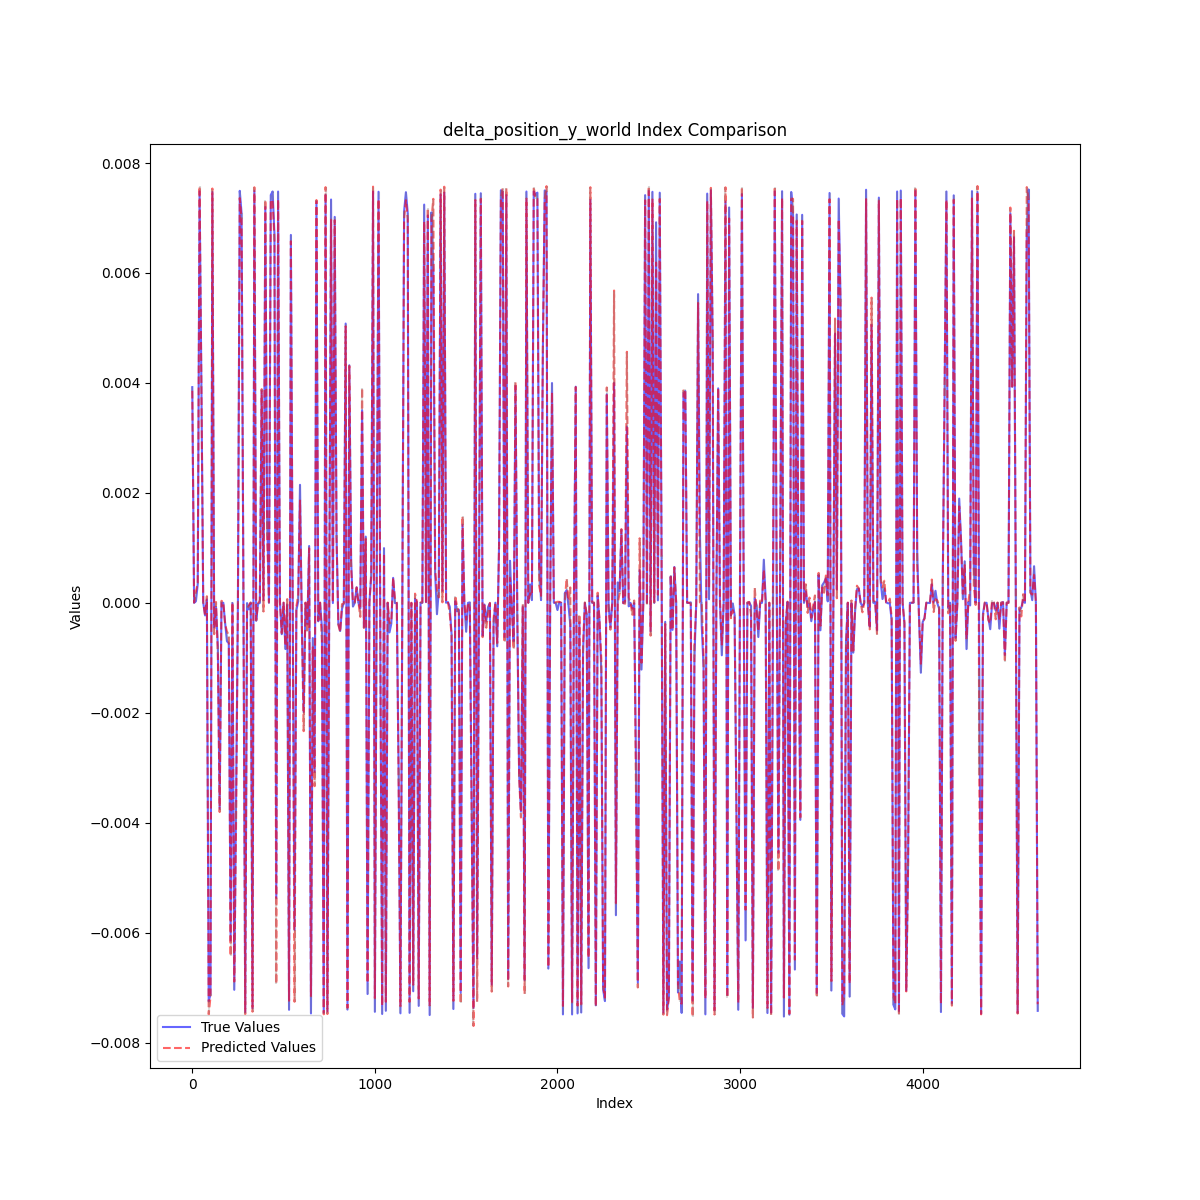 delta_position_y_world Index Comparison
0.008
0.006
0.004
0.002
0.000
−0.002
−0.004
−0.006
−0.008
Values
True Values
Predicted Values
0
1000
2000
3000
4000
Index